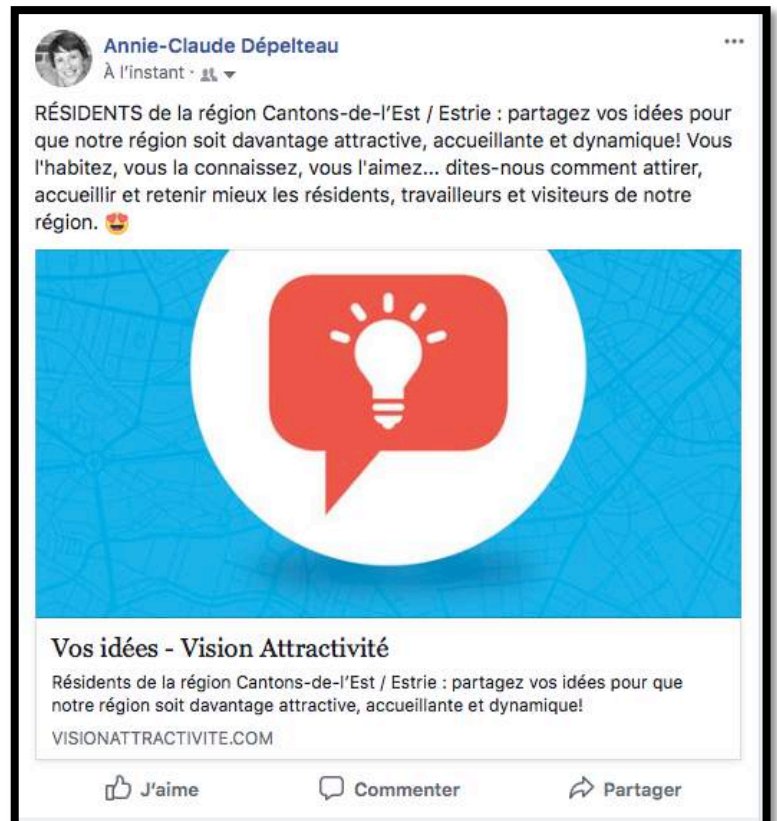 Annie-Claude Dépelteau
À l'instant ·
RÉSIDENTS de la région Cantons-de-l'Est / Estrie : partagez vos idées pour
que notre région soit davantage attractive, accueillante et dynamique! Vous
l'habitez, vous la connaissez, vous l'aimez... dites-nous comment attirer,
accueillir et retenir mieux les résidents, travailleurs et visiteurs de notre
région. 😍
Vos idées - Vision Attractivité
Résidents de la région Cantons-de-l'Est / Estrie : partagez vos idées pour que
notre région soit davantage attractive, accueillante et dynamique!
VISIONATTRACTIVITE.COM
J'aime Commenter Partager